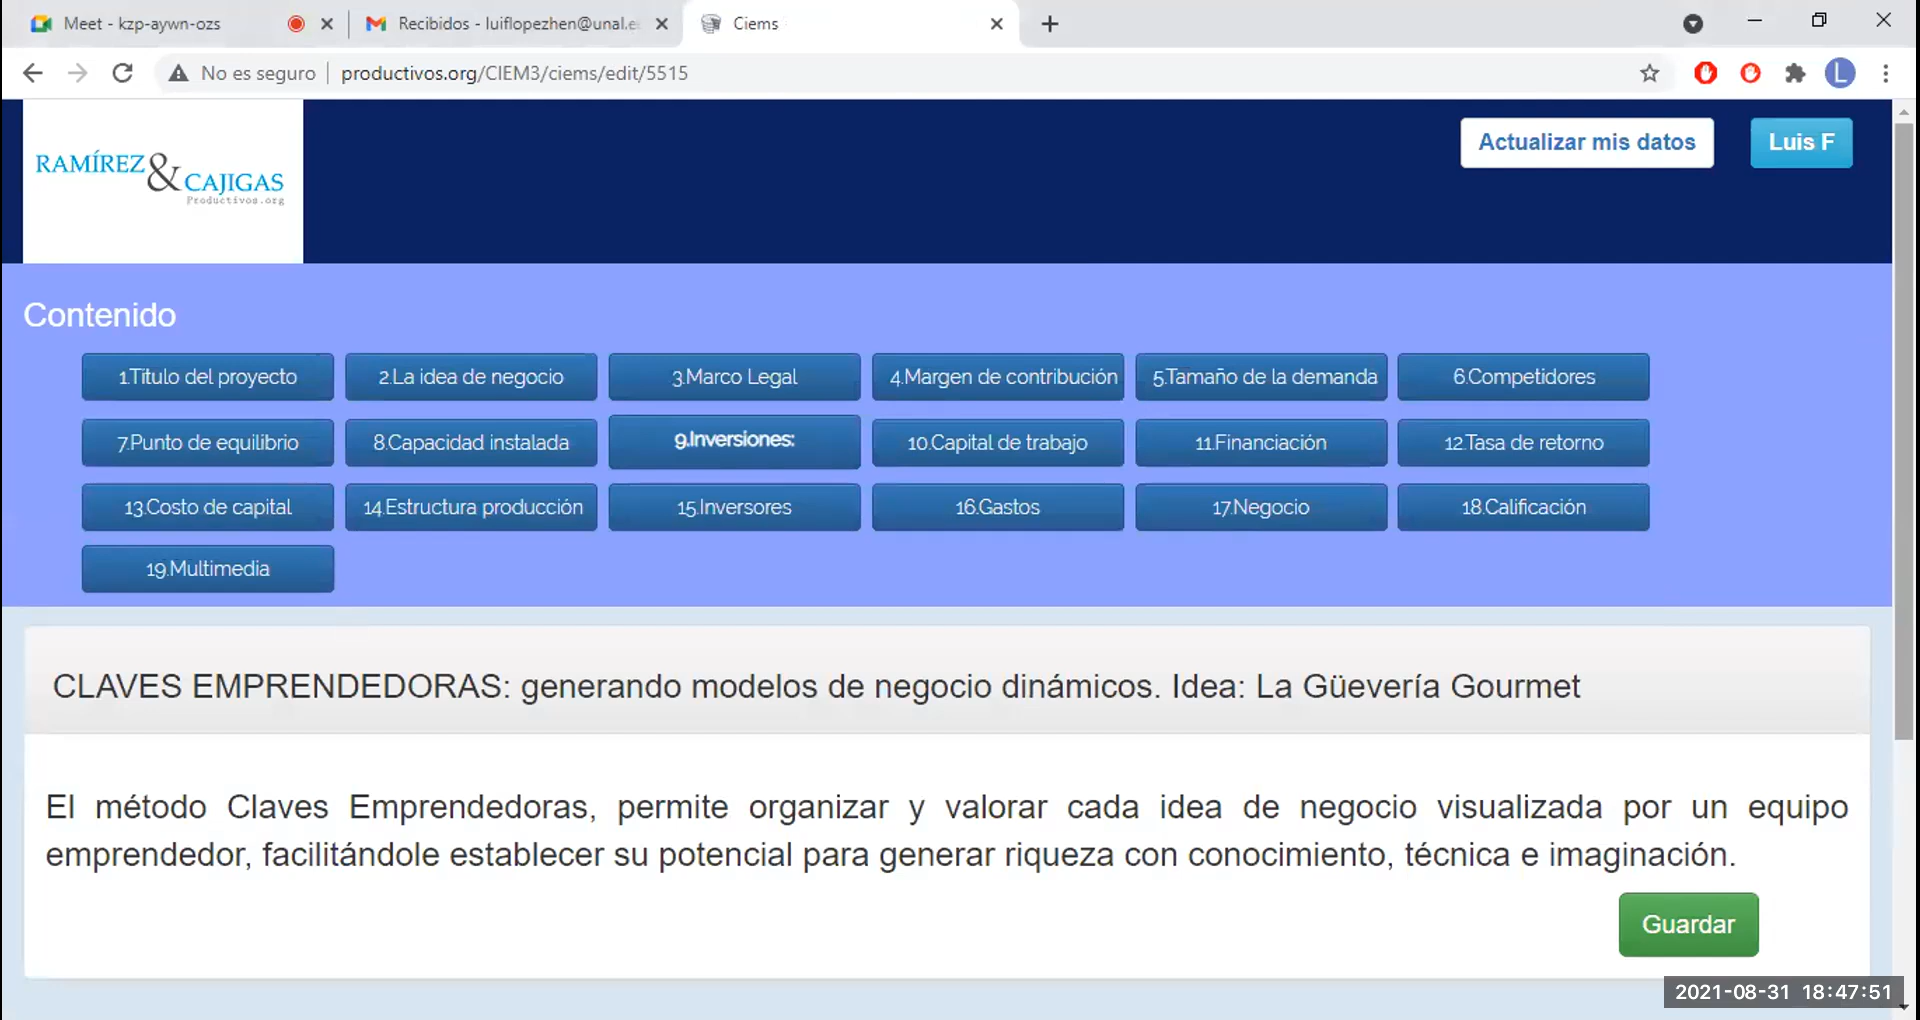 Meet - kzp-aywn-ozs
Recibidos - luiflopezhen@unal.e
Ciems
No es seguro
productivos.org/CIEM3/ciems/edit/5515
L
RAMÍREZ & CAJIGAS
Productivos.org
Actualizar mis datos
Luis F
Contenido
1.Titulo del proyecto
2.La idea de negocio
3.Marco Legal
4.Margen de contribución
5.Tamaño de la demanda
6.Competidores
7.Punto de equilibrio
8.Capacidad instalada
9.Inversiones:
10.Capital de trabajo
11.Financiación
12.Tasa de retorno
13.Costo de capital
14.Estructura producción
15.Inversores
16.Gastos
17.Negocio
18.Calificación
19.Multimedia
CLAVES EMPRENDEDORAS: generando modelos de negocio dinámicos. Idea: La Güevería Gourmet
El método Claves Emprendedoras, permite organizar y valorar cada idea de negocio visualizada por un equipo
emprendedor, facilitándole establecer su potencial para generar riqueza con conocimiento, técnica e imaginación.
Guardar
2021-08-31 18:47:51